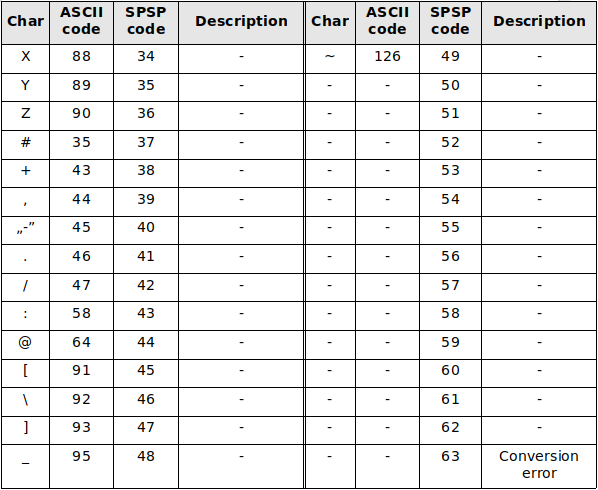 Char ASCII code SPSP code Description Char ASCII code SPSP code Description
X 88 34 - ~ 126 49 -
Y 89 35 - - - 50 -
Z 90 36 - - - 51 -
# 35 37 - - - 52 -
+ 43 38 - - - 53 -
, 44 39 - - - 54 -
„-” 45 40 - - - 55 -
. 46 41 - - - 56 -
/ 47 42 - - - 57 -
: 58 43 - - - 58 -
@ 64 44 - - - 59 -
[ 91 45 - - - 60 -
\ 92 46 - - - 61 -
] 93 47 - - - 62 -
_ 95 48 - - - 63 Conversion error